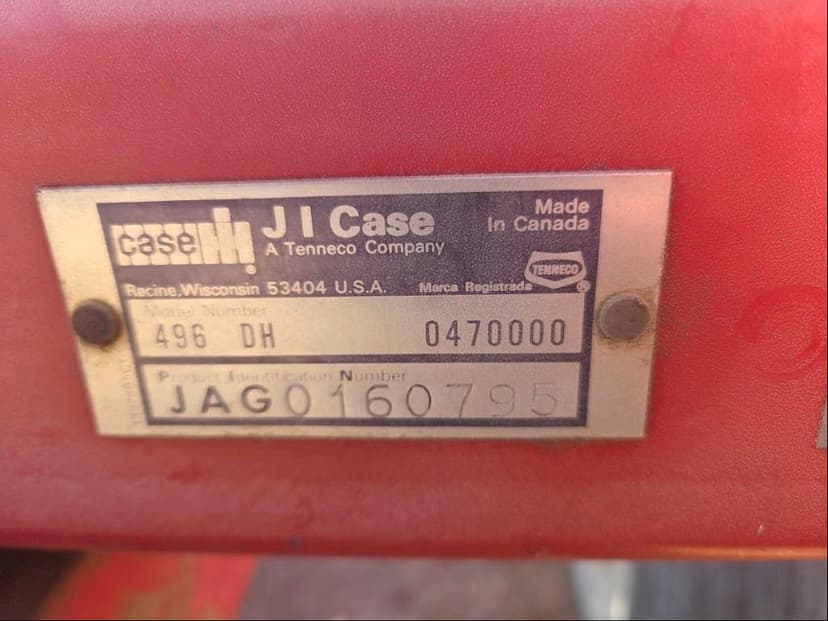 case IH
®
J I Case
A Tenneco Company
Made
In Canada
TENNECO
®
Racine, Wisconsin 53404 U.S.A.
Marca Registrada
Model Number
496 DH 0470000
Product Identification Number
JAG0160795